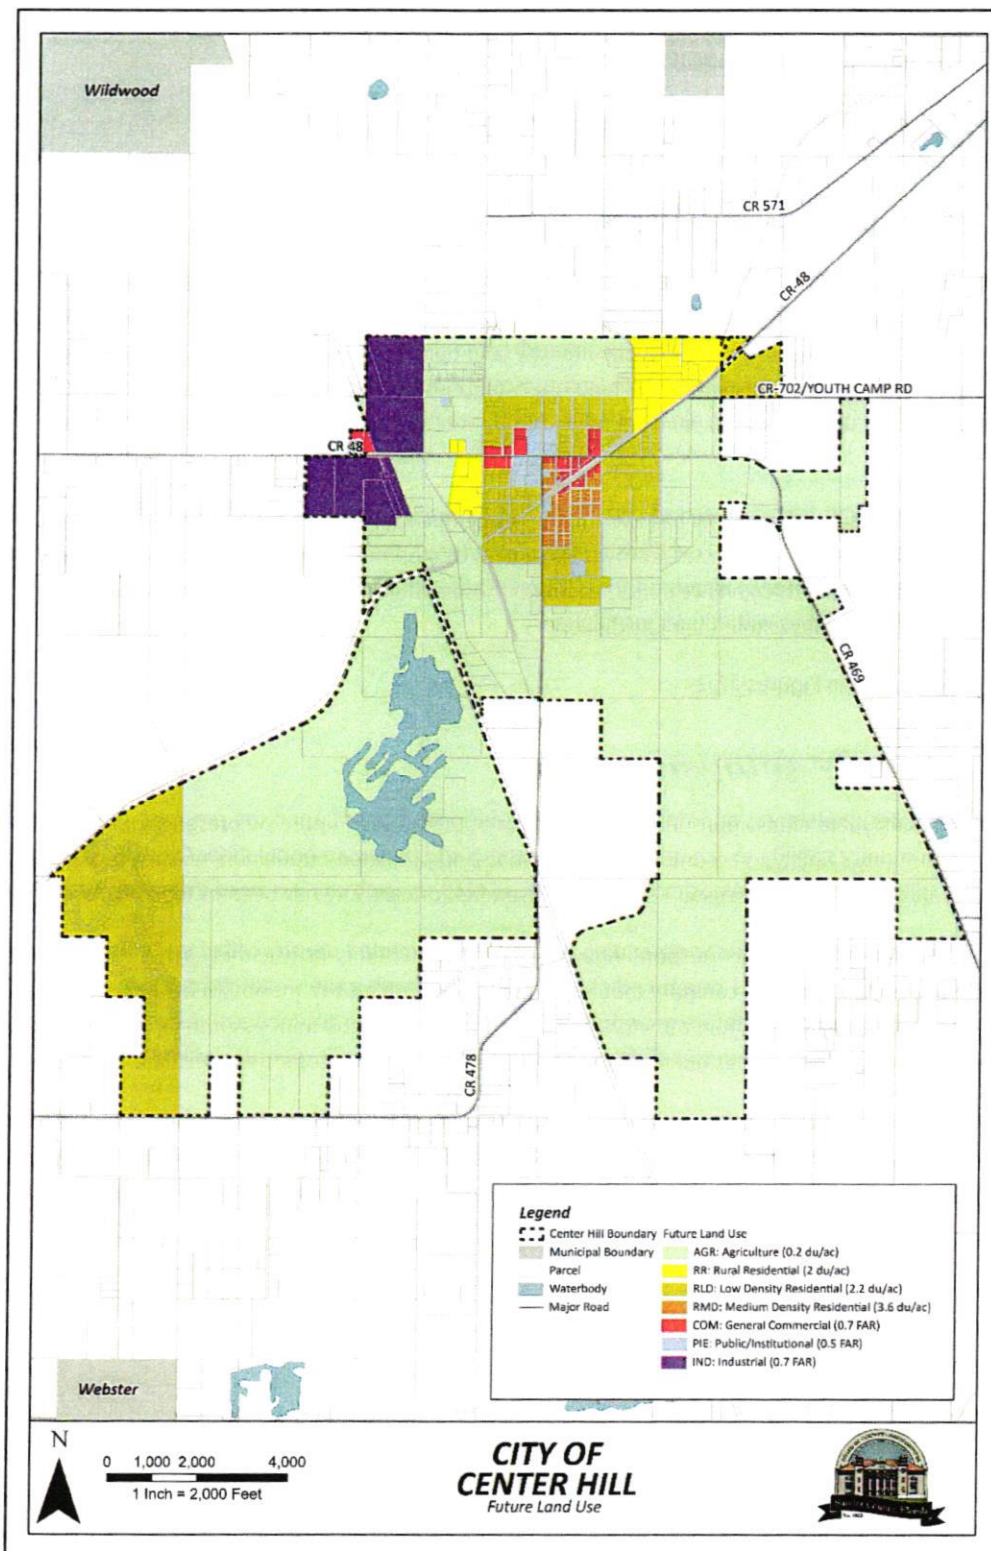 Wildwood
CR 571
CR-48
CR-702/YOUTH CAMP RD
CR 48
CR 469
CR 478
Legend
Center Hill Boundary
Municipal Boundary
Parcel
Waterbody
Major Road
Future Land Use
AGR: Agriculture (0.2 du/ac)
RR: Rural Residential (2 du/ac)
RLD: Low Density Residential (2.2 du/ac)
RMD: Medium Density Residential (3.6 du/ac)
COM: General Commercial (0.7 FAR)
PIE: Public/Institutional (0.5 FAR)
IND: Industrial (0.7 FAR)
Webster
N
0 1,000 2,000 4,000
1 Inch = 2,000 Feet
CITY OF
CENTER HILL
Future Land Use